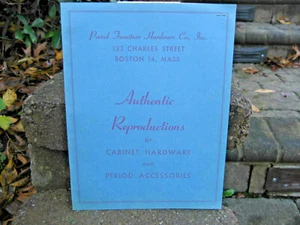 Period Furniture Hardware Co., Inc.
123 CHARLES STREET
BOSTON 14, MASS
Authentic
Reproductions
in
CABINET HARDWARE
and
PERIOD ACCESSORIES